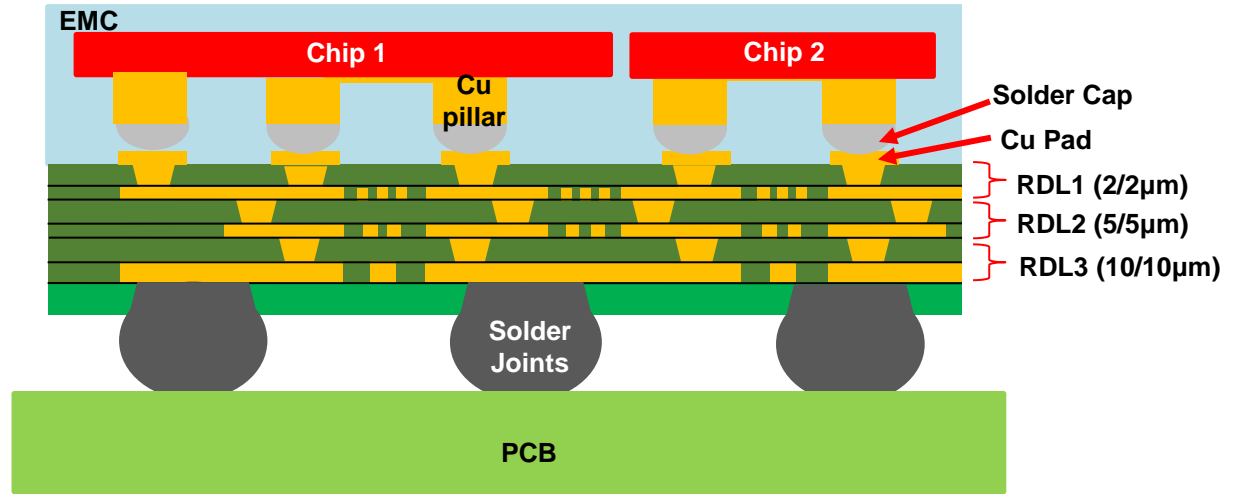 EMC
Chip 1
Chip 2
Cu
pillar
Solder Cap
Cu Pad
RDL1 (2/2µm)
RDL2 (5/5µm)
RDL3 (10/10µm)
Solder
Joints
PCB